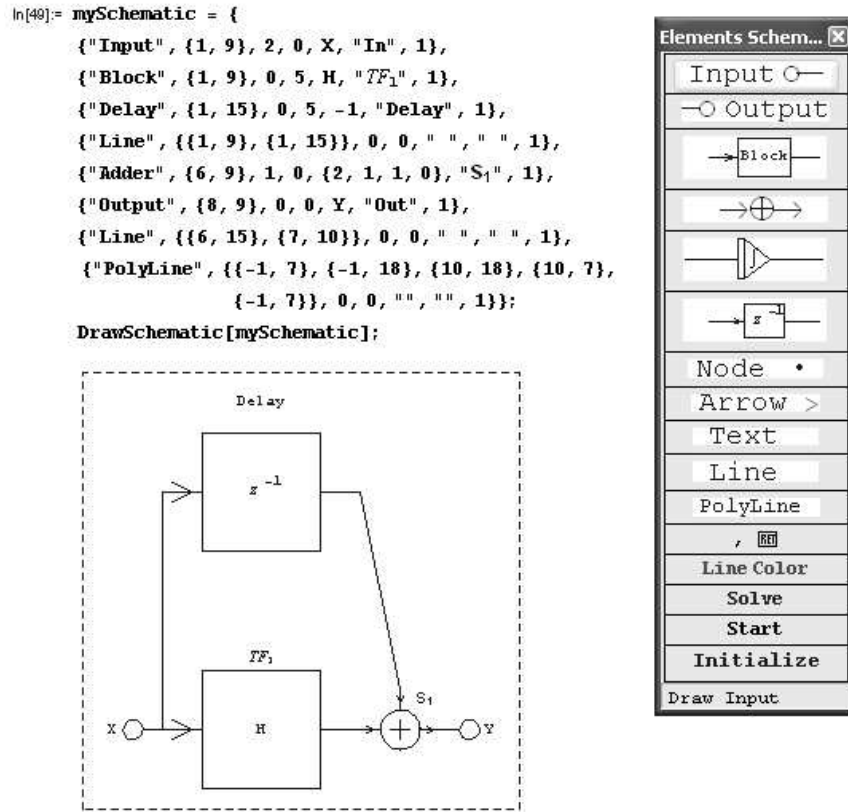 In[49]:= mySchematic = {
{"Input", {1, 9}, 2, 0, X, "In", 1},
{"Block", {1, 9}, 0, 5, H, "TF₁", 1},
{"Delay", {1, 15}, 0, 5, -1, "Delay", 1},
{"Line", {{1, 9}, {1, 15}}, 0, 0, " ", " ", 1},
{"Adder", {6, 9}, 1, 0, {2, 1, 1, 0}, "S₁", 1},
{"Output", {8, 9}, 0, 0, Y, "Out", 1},
{"Line", {{6, 15}, {7, 10}}, 0, 0, " ", " ", 1},
{"PolyLine", {{-1, 7}, {-1, 18}, {10, 18}, {10, 7},
{-1, 7}}, 0, 0, "", "", 1}};
DrawSchematic[mySchematic];
Delay
z⁻¹
TF₁
S₁
X
H
Y
Elements Schem...
Input
Output
Block
z⁻¹
Node
Arrow >
Text
Line
PolyLine
, RET
Line Color
Solve
Start
Initialize
Draw Input